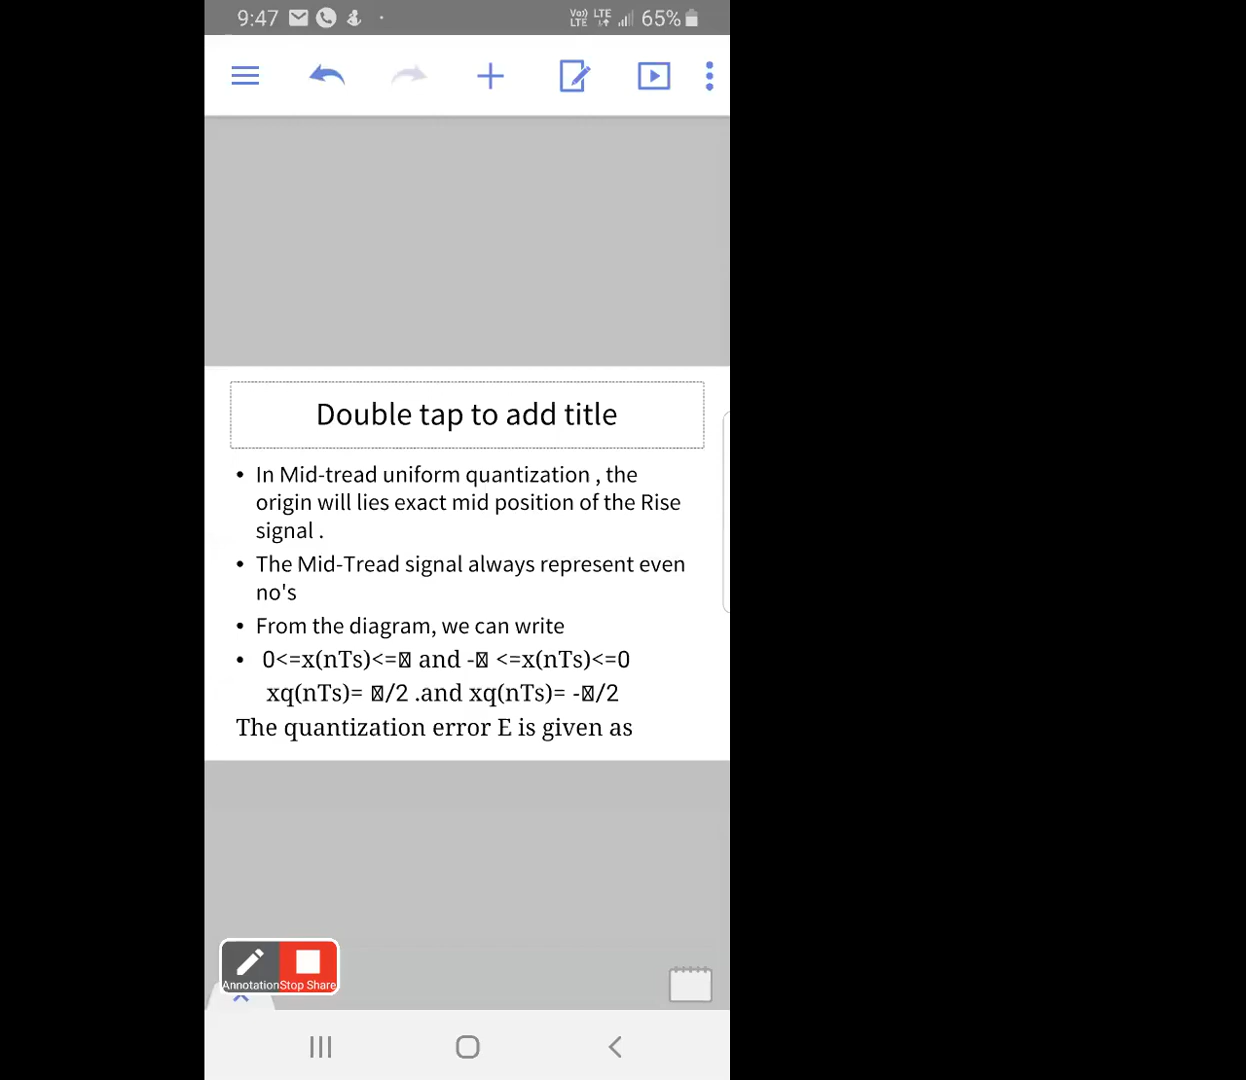 9:47
Vo) LTE LTE 65%
Double tap to add title
• In Mid-tread uniform quantization , the
origin will lies exact mid position of the Rise
signal .
• The Mid-Tread signal always represent even
no's
• From the diagram, we can write
• 0<=x(nTs)<= and - <=x(nTs)<=0
xq(nTs)= /2 .and xq(nTs)= -/2
The quantization error E is given as
Annotation Stop Share